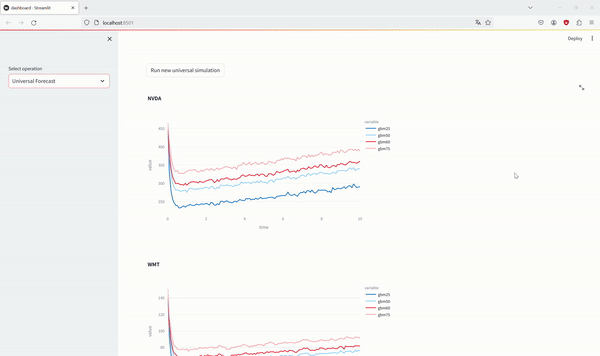 dashboard - Streamlit
localhost:8501
Deploy
Select operation
Universal Forecast
Run new universal simulation
NVDA
variable
gbm25
gbm50
gbm60
gbm75
value
450
400
350
300
250
0 2 4 6 8 10
time
WMT
variable
gbm25
gbm50
gbm60
gbm75
value
140
120
100
80